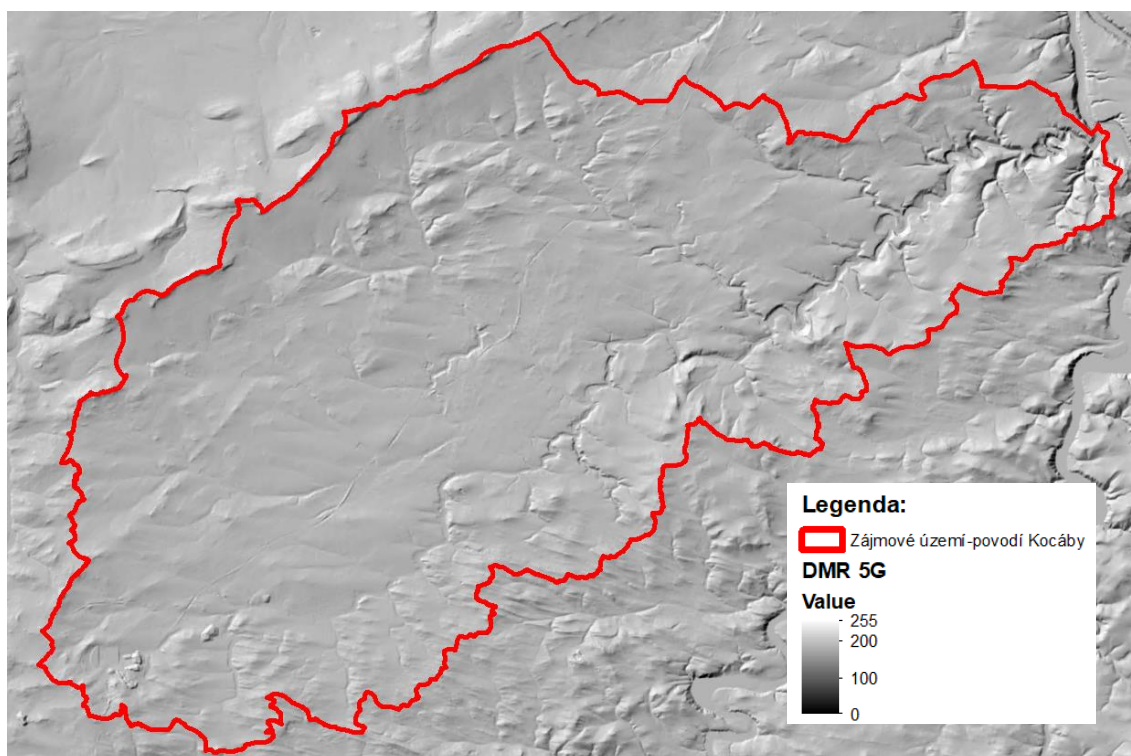 Legenda:
Zájmové území-povodí Kocáby
DMR 5G
Value
255
200
100
0